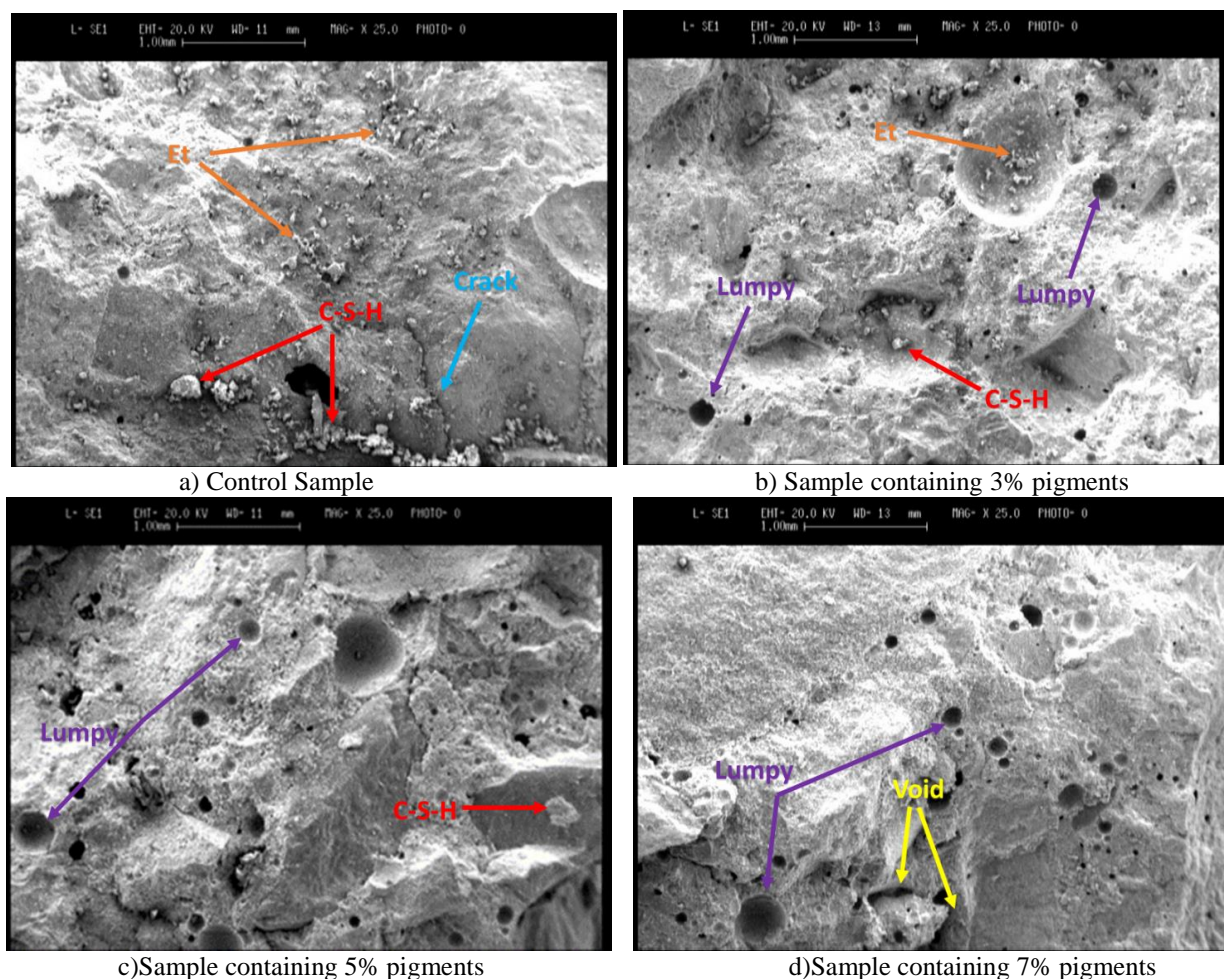 L= SE1 EHT= 20.0 KV WD= 11 mm MAG= X 25.0 PHOTO= 0
1.00mm
Et
Crack
C-S-H
a) Control Sample
L= SE1 EHT= 20.0 KV WD= 13 mm MAG= X 25.0 PHOTO= 0
1.00mm
Et
Lumpy
Lumpy
C-S-H
b) Sample containing 3% pigments
L= SE1 EHT= 20.0 KV WD= 11 mm MAG= X 25.0 PHOTO= 0
1.00mm
Lumpy
C-S-H
c)Sample containing 5% pigments
L= SE1 EHT= 20.0 KV WD= 13 mm MAG= X 25.0 PHOTO= 0
1.00mm
Lumpy
Void
d)Sample containing 7% pigments